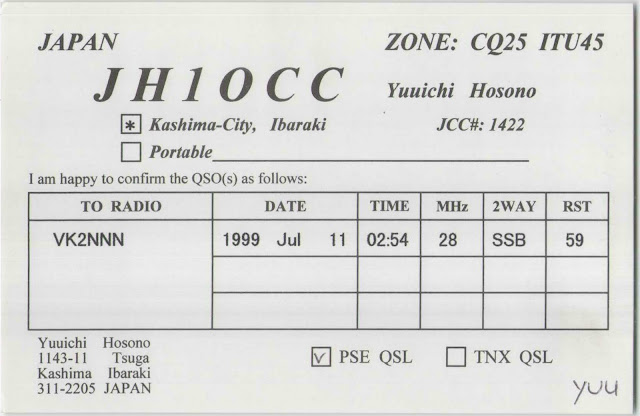 JAPAN ZONE: CQ25 ITU45
JH1OCC Yuuichi Hosono
* Kashima-City, Ibaraki JCC#: 1422
Portable
I am happy to confirm the QSO(s) as follows:
TO RADIO DATE TIME MHz 2WAY RST
VK2NNN 1999 Jul 11 02:54 28 SSB 59
Yuuichi Hosono
1143-11 Tsuga
Kashima Ibaraki
311-2205 JAPAN
PSE QSL TNX QSL
yuu